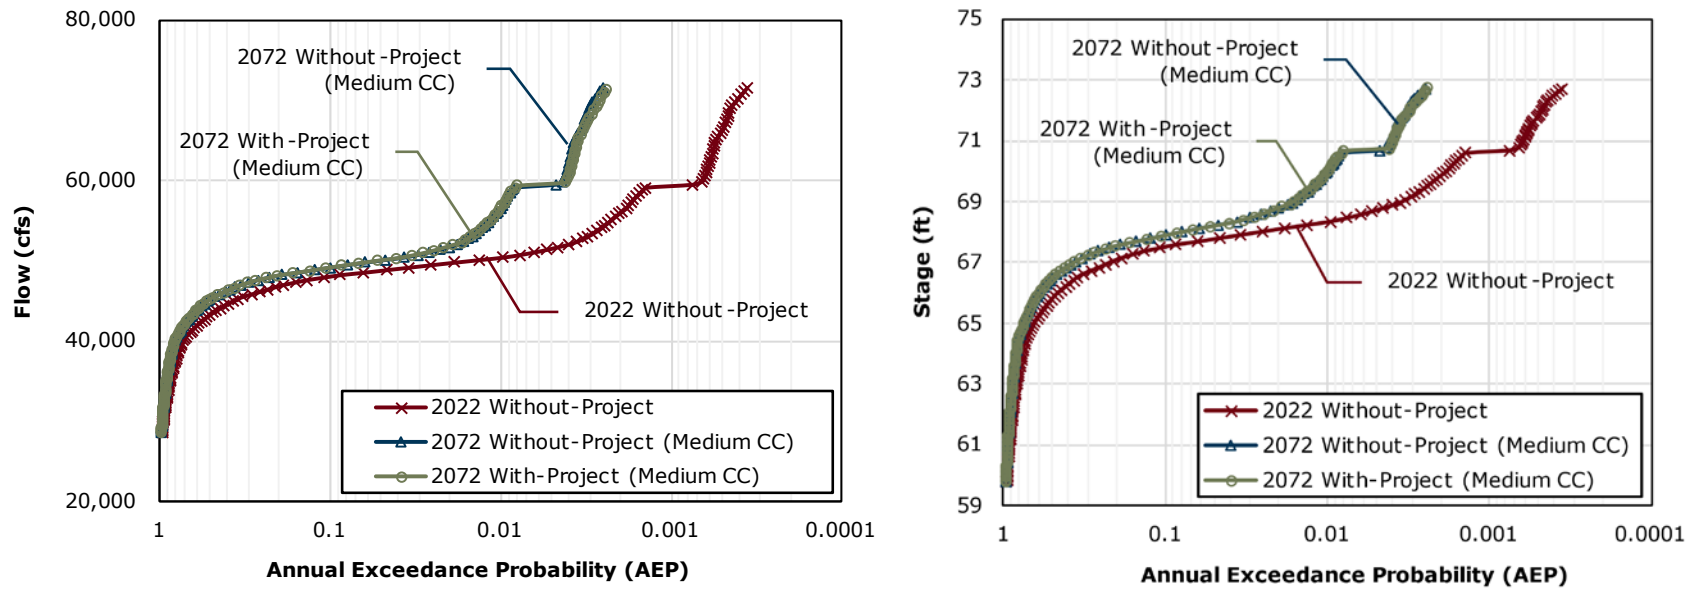 80,000
60,000
40,000
20,000
Flow (cfs)
2072 Without-Project
(Medium CC)
2072 With-Project
(Medium CC)
2022 Without-Project
2022 Without-Project
2072 Without-Project (Medium CC)
2072 With-Project (Medium CC)
1
0.1
0.01
0.001
0.0001
Annual Exceedance Probability (AEP)
75
73
71
69
67
65
63
61
59
Stage (ft)
2072 Without-Project
(Medium CC)
2072 With-Project
(Medium CC)
2022 Without-Project
2022 Without-Project
2072 Without-Project (Medium CC)
2072 With-Project (Medium CC)
1
0.1
0.01
0.001
0.0001
Annual Exceedance Probability (AEP)